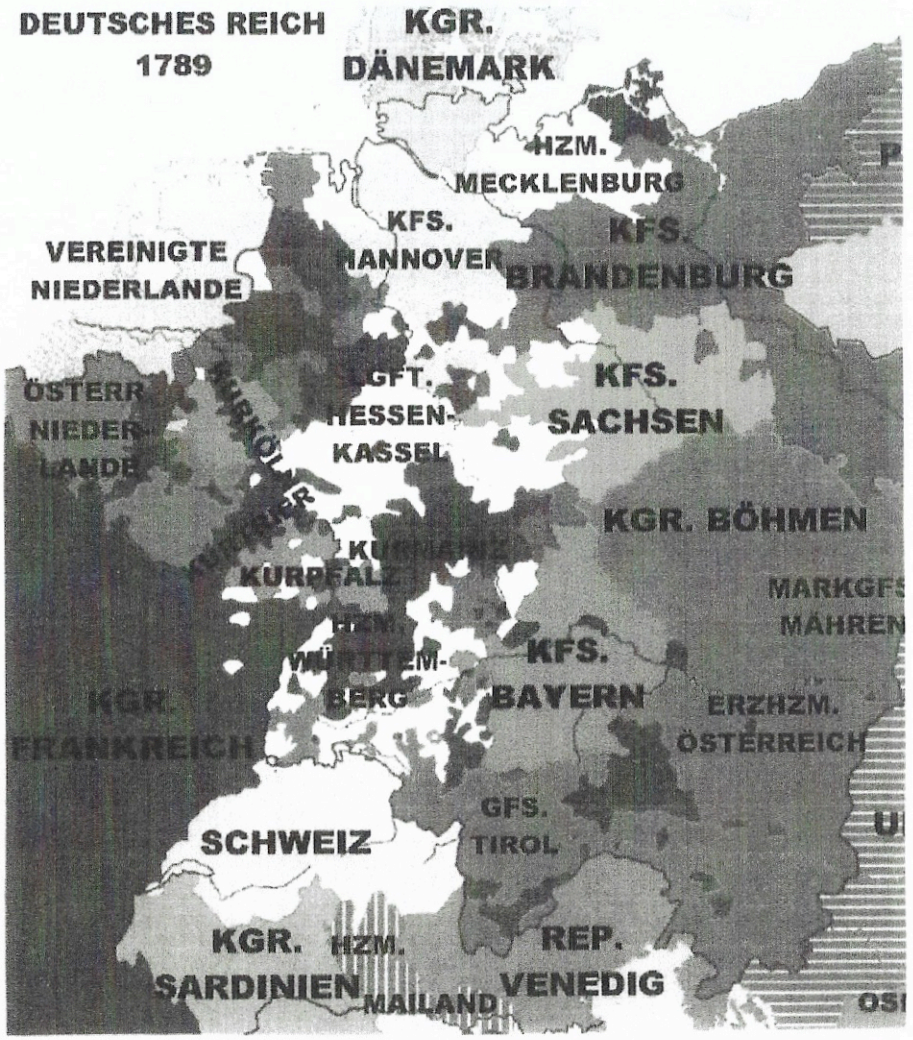 DEUTSCHES REICH
1789
KGR.
DÄNEMARK
HZM.
MECKLENBURG
P
KFS.
HANNOVER
KFS.
BRANDENBURG
VEREINIGTE
NIEDERLANDE
ÖSTERR.
NIEDER-
LANDE
KURKÖLN
LGFT.
HESSEN-
KASSEL
KFS.
SACHSEN
KURTRIER
KURMAINZ
KURPFALZ
KGR. BÖHMEN
MARKGFS
MÄHREN
HZM.
WÜRTTEM-
BERG
KFS.
BAYERN
KGR.
FRANKREICH
ERZHZM.
ÖSTERREICH
GFS.
TIROL
SCHWEIZ
U
KGR.
SARDINIEN
HZM.
MAILAND
REP.
VENEDIG
OS